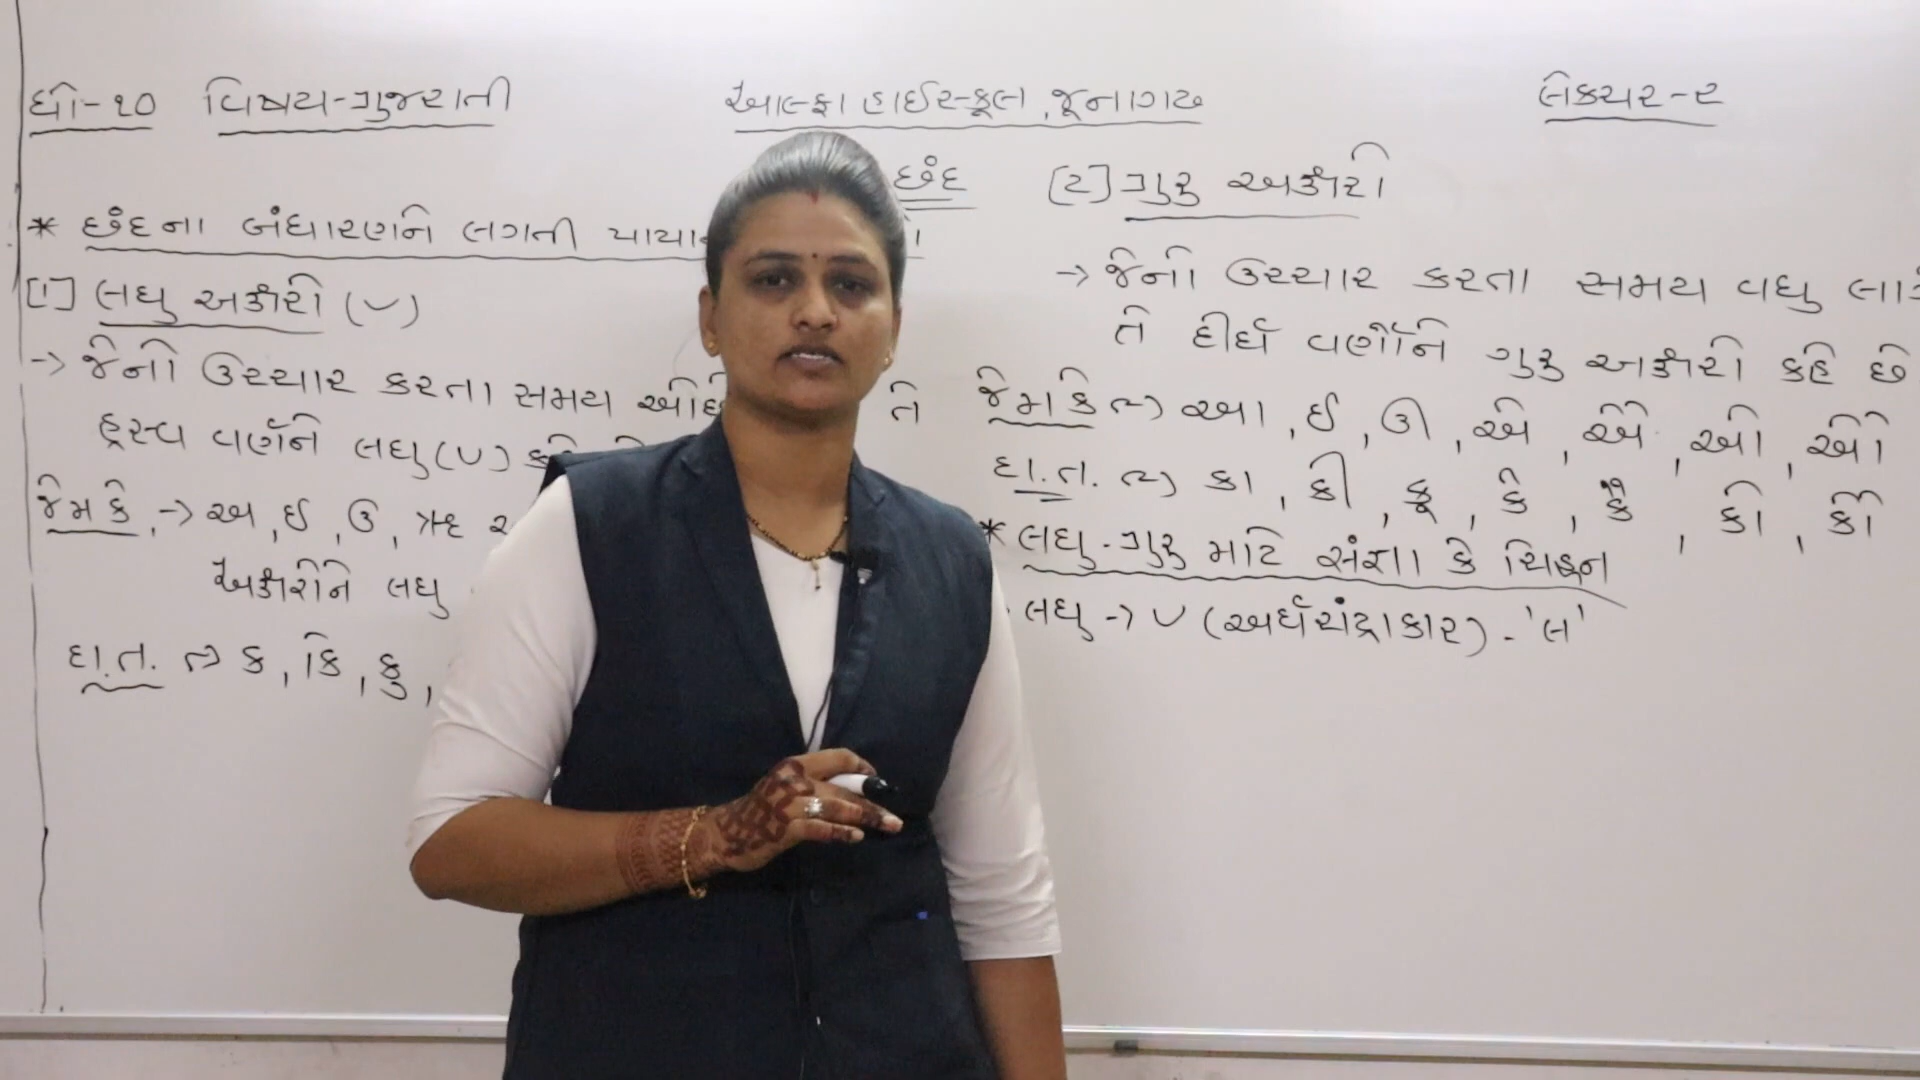 ધો-૧૦ વિષય-ગુજરાતી આલ્ફા હાઈસ્કૂલ, જૂનાગઢ લેક્ચર-૨
છંદ
* છંદના બંધારણને લગતી
[૧] લઘુ અક્ષરો (U)
-> જેનો ઉચ્ચાર કરતા સમય
હ્રસ્વ વર્ણને લઘુ (U)
જેમ કે, -> અ, ઈ, ઉ, ઋ
અક્ષરોને લઘુ
દા.ત. -> ક, કિ, કુ,
[૨] ગુરુ અક્ષરો
-> જેનો ઉચ્ચાર કરતા સમય વધુ
તે દીર્ઘ વર્ણોને ગુરુ અક્ષરો કહે છે
જેમ કે -> આ, ઈ, ઊ, એ, ઐ, ઓ, ઔ
દા.ત. -> કા, કી, કૂ, કે, કૈ, કો, કૌ
* લઘુ-ગુરુ માટે સંજ્ઞા કે ચિહ્ન
લઘુ -> U (અર્ધચંદ્રાકાર) - 'લ'